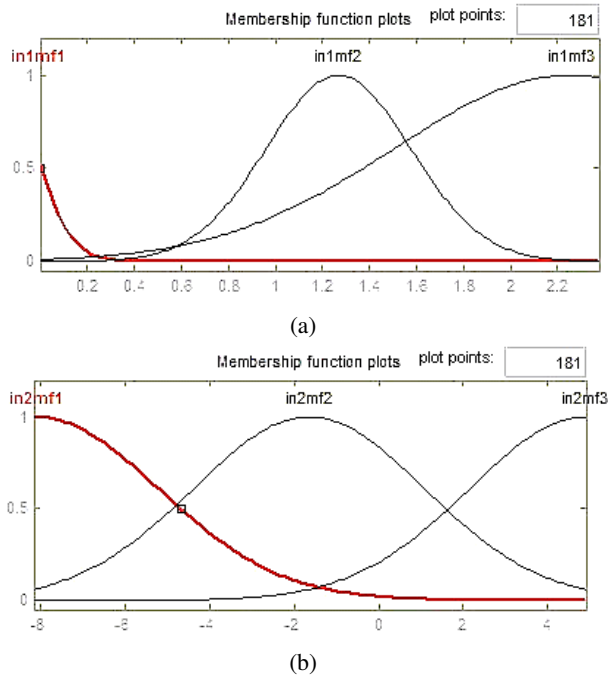 Membership function plots plot points: 181
in1mf1 in1mf2 in1mf3
1
0.5
0
0.2 0.4 0.6 0.8 1 1.2 1.4 1.6 1.8 2 2.2
(a)
Membership function plots plot points: 181
in2mf1 in2mf2 in2mf3
1
0.5
0
-8 -6 -4 -2 0 2 4
(b)